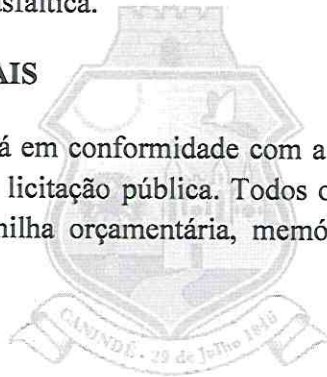 asfáltica.
AIS
á em conformidade com a
licitação pública. Todos o
nilha orçamentária, memó
CANINDÉ - 29 de Julho 1846